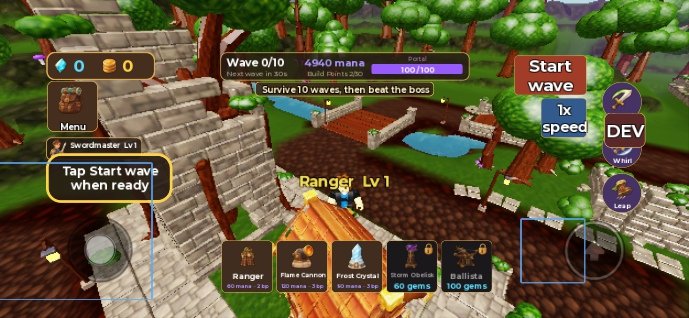 0 0
Wave 0/10 4940 mana
Next wave in 30s Build Points 2/30
Portal
100/100
Survive 10 waves, then beat the boss
Start
wave
1x
speed
DEV
Whirl
Leap
Menu
Swordmaster Lv1
Tap Start wave
when ready
Ranger Lv 1
Ranger
60 mana · 2 bp
Flame Cannon
120 mana · 3 bp
Frost Crystal
90 mana · 3 bp
Storm Obelisk
60 gems
Ballista
100 gems